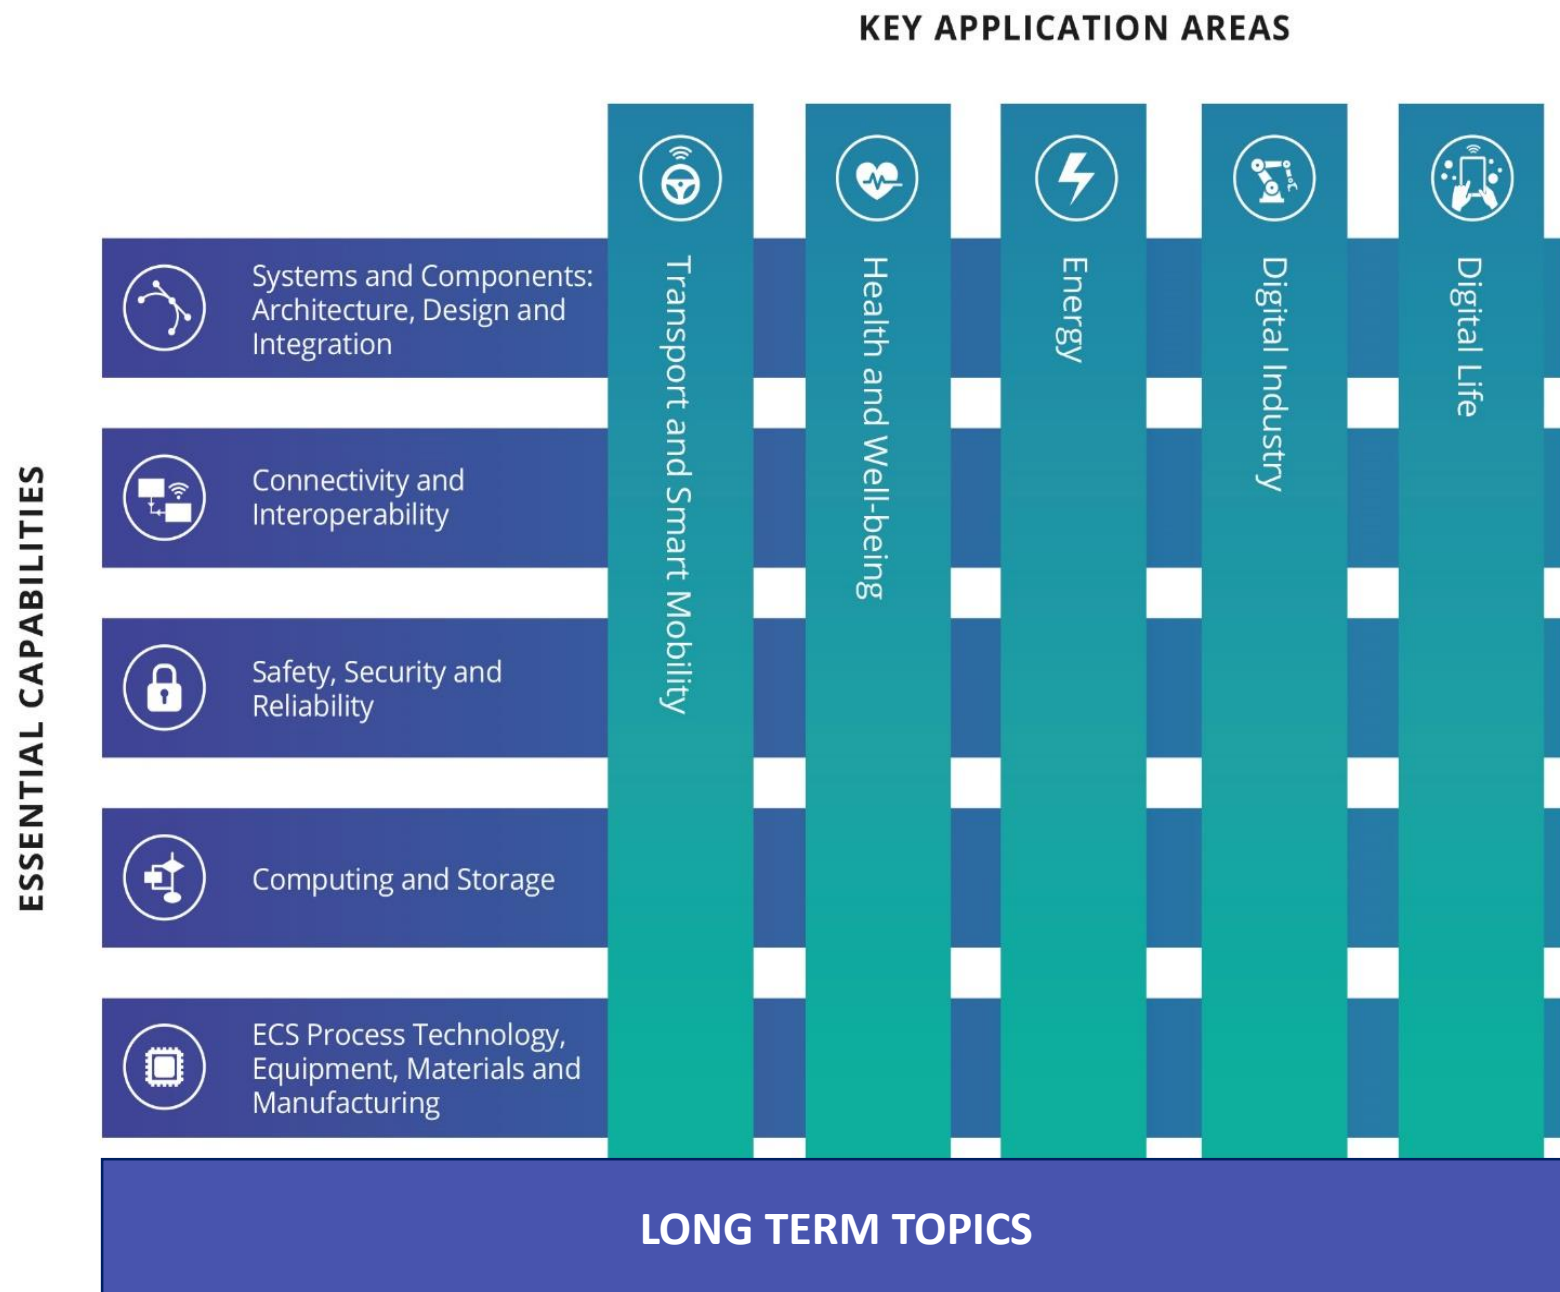 KEY APPLICATION AREAS
Transport and Smart Mobility
Health and Well-being
Energy
Digital Industry
Digital Life
ESSENTIAL CAPABILITIES
Systems and Components:
Architecture, Design and
Integration
Connectivity and
Interoperability
Safety, Security and
Reliability
Computing and Storage
ECS Process Technology,
Equipment, Materials and
Manufacturing
LONG TERM TOPICS